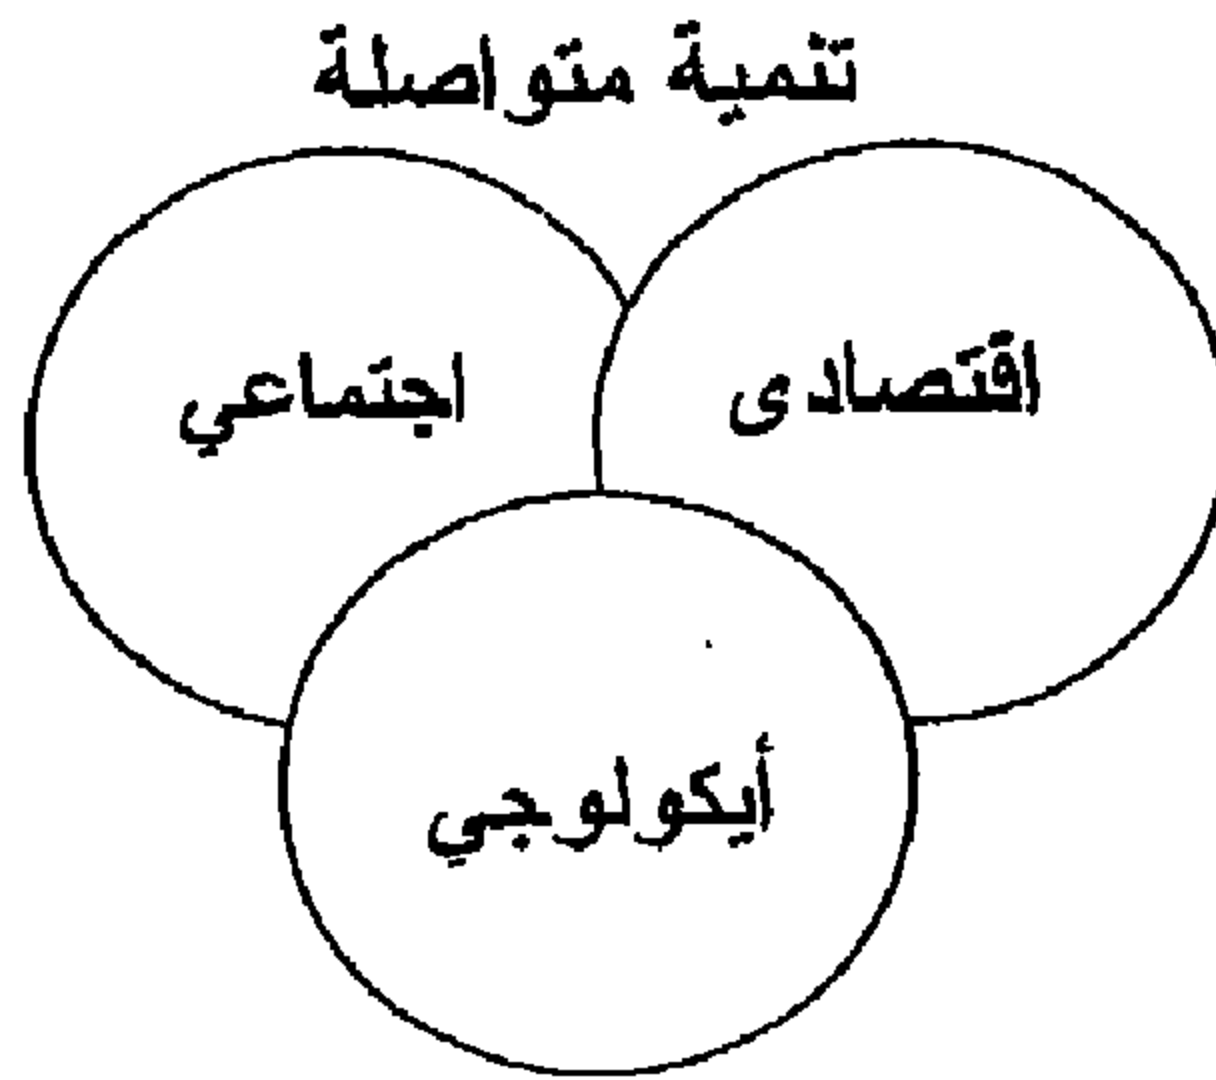 تنمية متواصلة
اقتصادى
اجتماعي
أيكولوجي